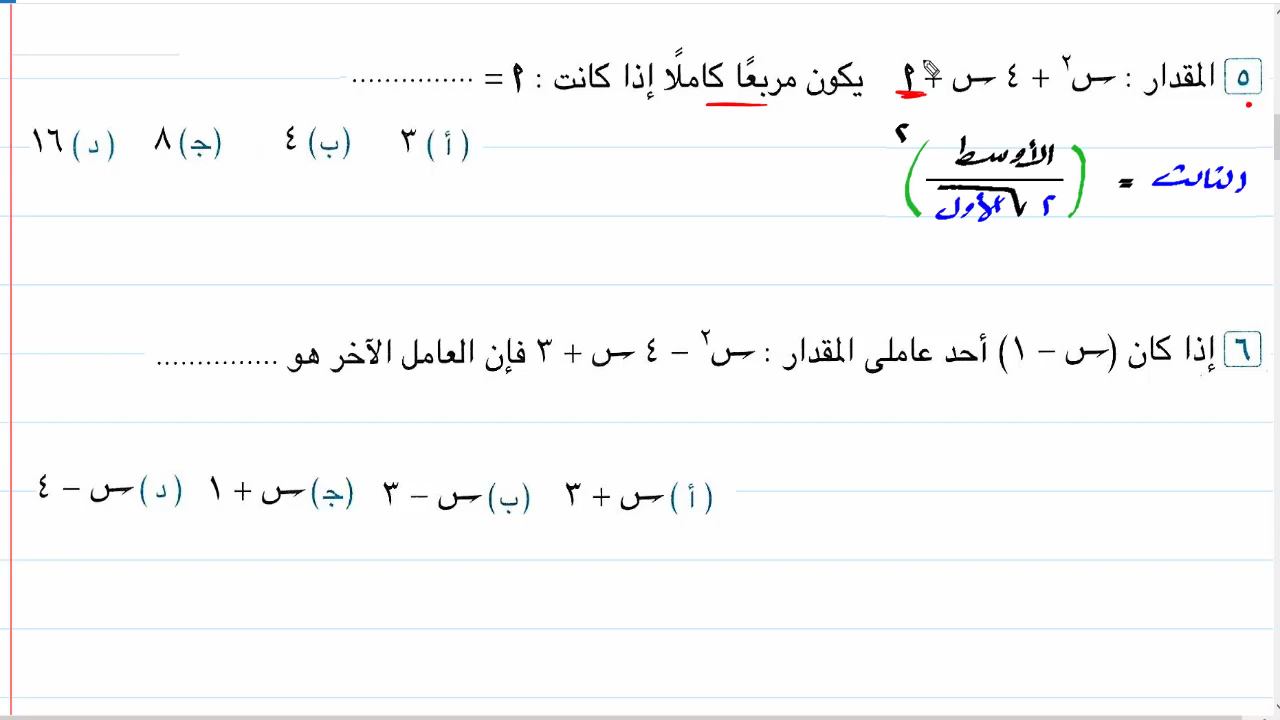 ٥ المقدار : س٢ + ٤ س + ٢ يكون مربعًا كاملًا إذا كانت : ٢ = ...............
(أ) ٣ (ب) ٤ (جـ) ٨ (د) ١٦
الثالث = (الأوسط / ٢ √الأول)٢
٦ إذا كان (س – ١) أحد عاملى المقدار : س٢ – ٤ س + ٣ فإن العامل الآخر هو ...............
(أ) س + ٣ (ب) س – ٣ (جـ) س + ١ (د) س – ٤